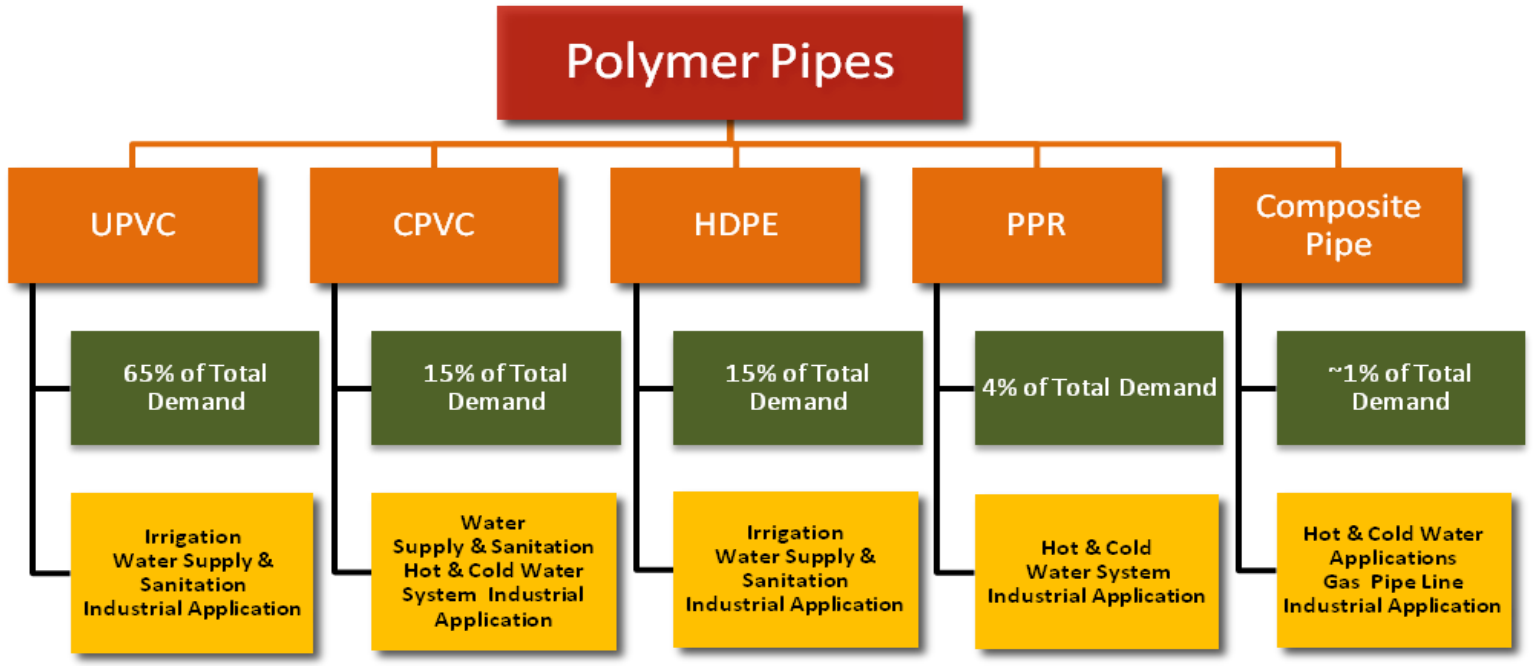 Polymer Pipes
UPVC
CPVC
HDPE
PPR
Composite
Pipe
65% of Total
Demand
15% of Total
Demand
15% of Total
Demand
4% of Total Demand
~1% of Total
Demand
Irrigation
Water Supply &
Sanitation
Industrial Application
Water
Supply & Sanitation
Hot & Cold Water
System Industrial
Application
Irrigation
Water Supply &
Sanitation
Industrial Application
Hot & Cold
Water System
Industrial Application
Hot & Cold Water
Applications
Gas Pipe Line
Industrial Application